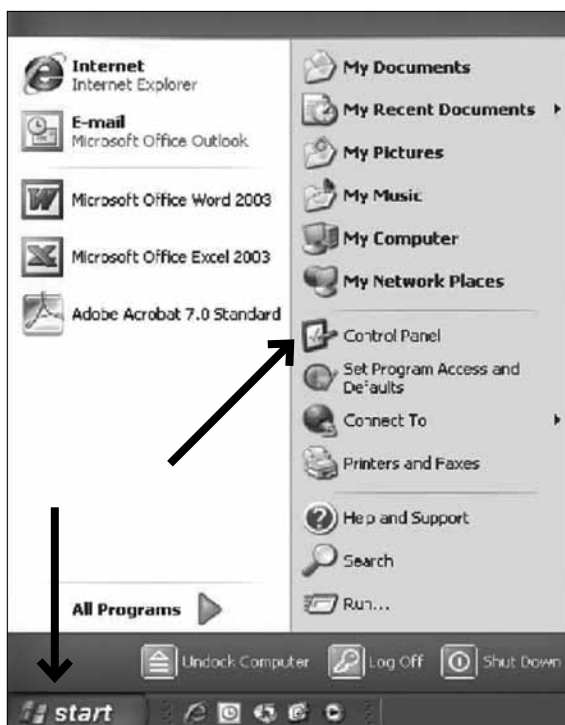 Internet
Internet Explorer
E-mail
Microsoft Office Outlook
Microsoft Office Word 2003
Microsoft Office Excel 2003
Adobe Acrobat 7.0 Standard
All Programs
My Documents
My Recent Documents
My Pictures
My Music
My Computer
My Network Places
Control Panel
Set Program Access and
Defaults
Connect To
Printers and Faxes
Help and Support
Search
Run...
Undock Computer
Log Off
Shut Down
start